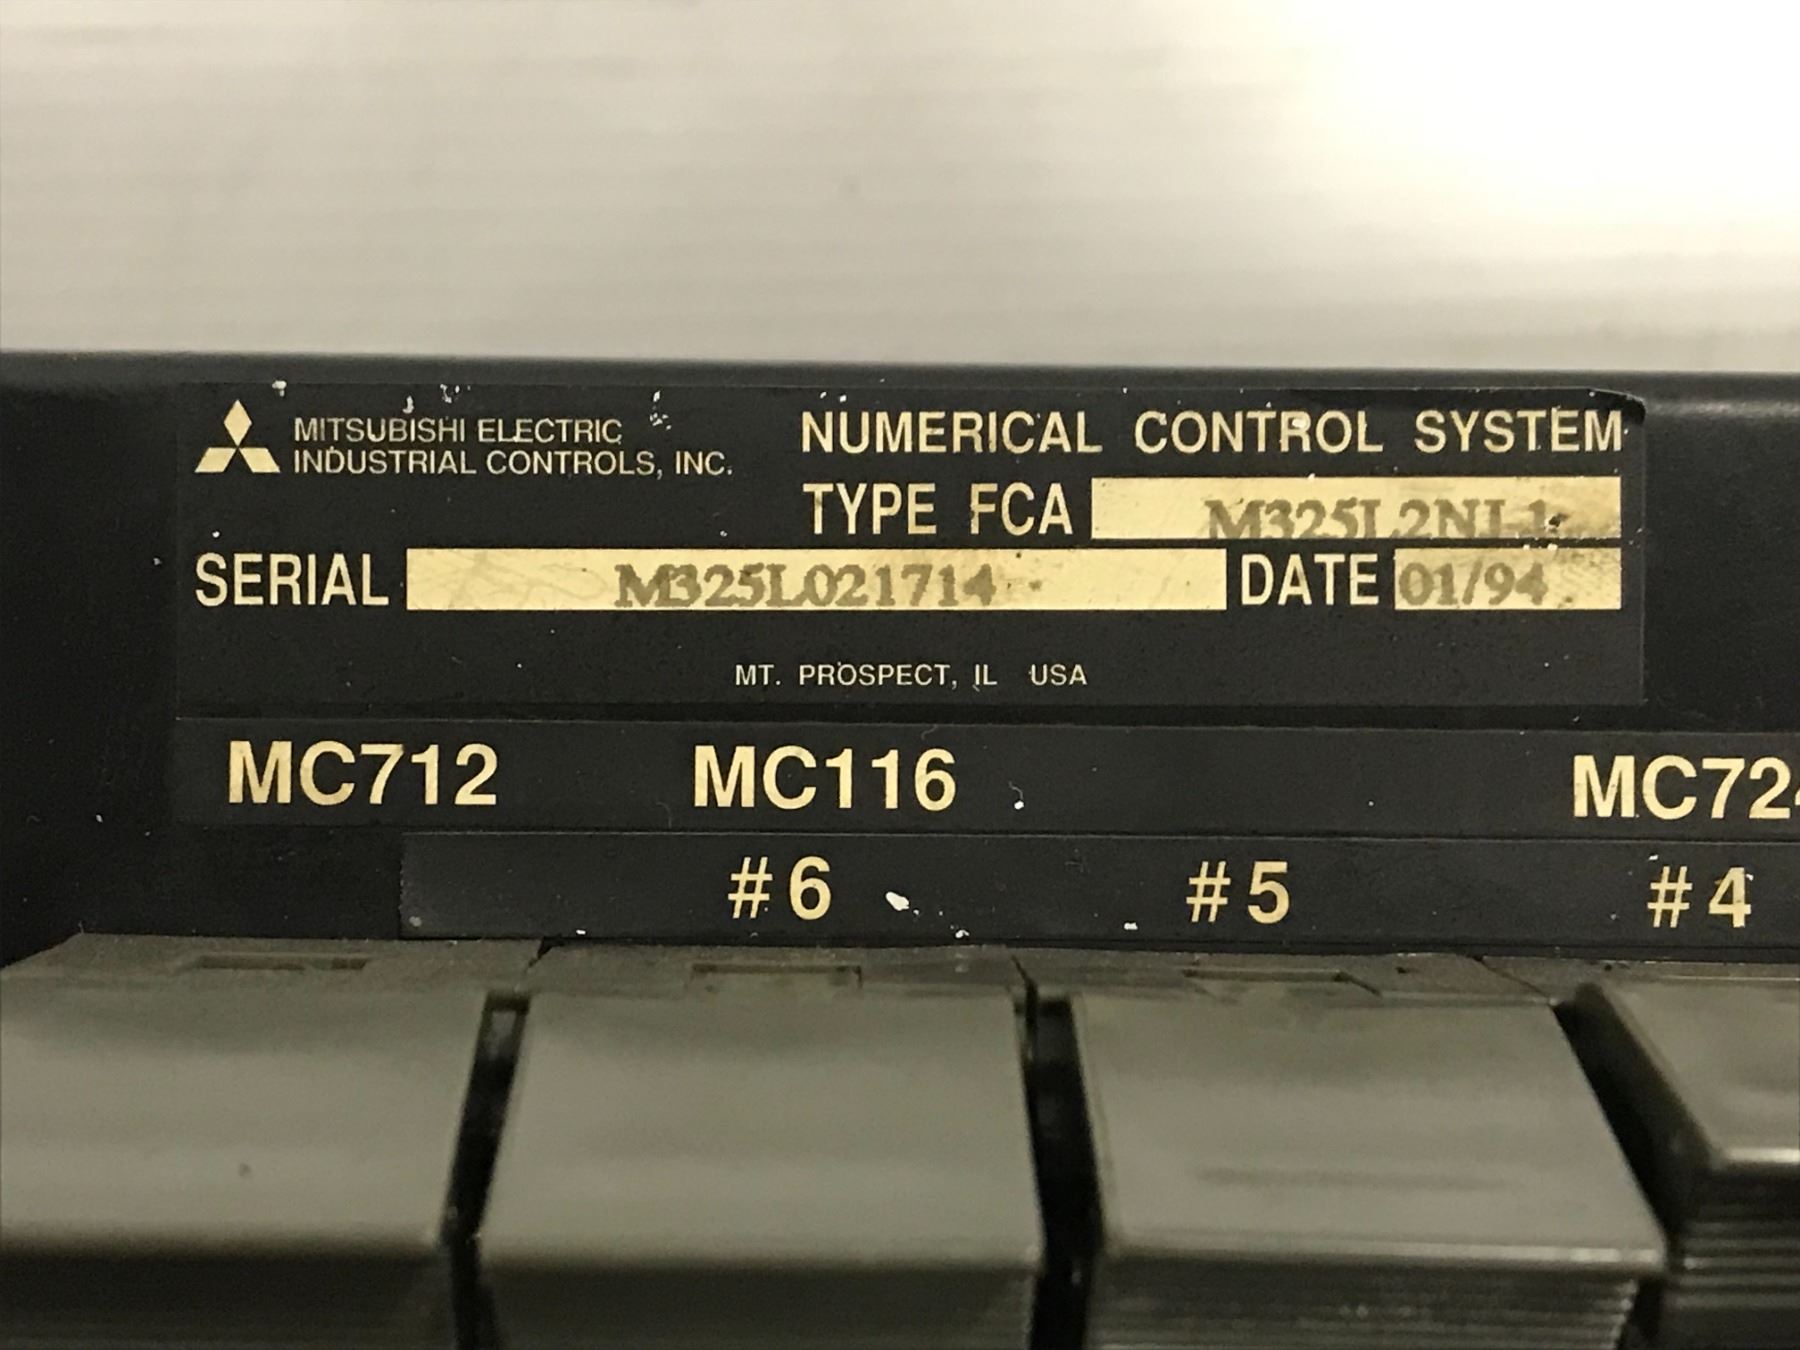 MITSUBISHI ELECTRIC
INDUSTRIAL CONTROLS, INC.
NUMERICAL CONTROL SYSTEM
TYPE FCA M325L2NL1
SERIAL M325L021714 DATE 01/94
MT. PROSPECT, IL USA
MC712 MC116
#6 #5 #4